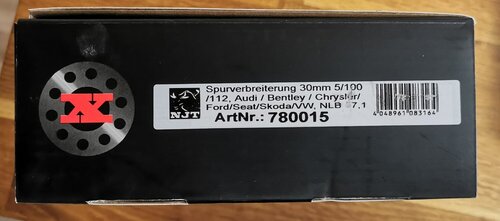 Spurverbreiterung 30mm 5/100
/112, Audi / Bentley / Chrysler/
Ford/Seat/Skoda/VW, NLB 7,1
NJT
ArtNr.: 780015
4 048961 083164